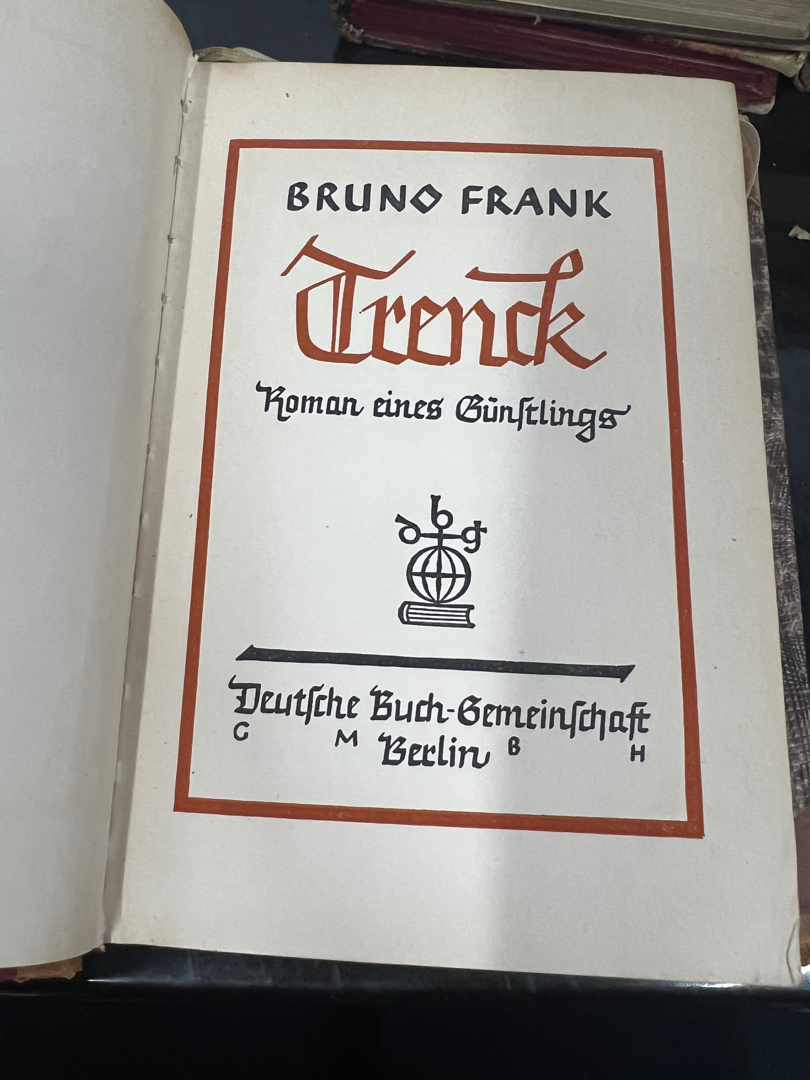 BRUNO FRANK
Trenck
Roman eines Günſtlings
dbg
Deutſche Buch-Gemeinſchaft
G M Berlin B H